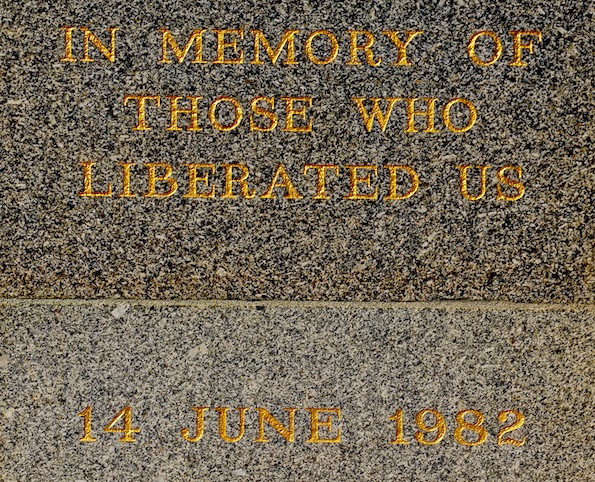 IN MEMORY OF
THOSE WHO
LIBERATED US
14 JUNE 1982